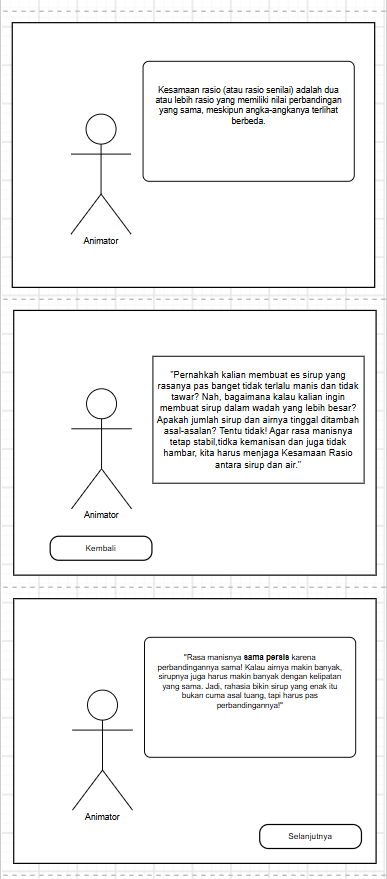 Kesamaan rasio (atau rasio senilai) adalah dua
atau lebih rasio yang memiliki nilai perbandingan
yang sama, meskipun angka-angkanya terlihat
berbeda.
Animator
"Pernahkah kalian membuat es sirup yang
rasanya pas banget tidak terlalu manis dan tidak
tawar? Nah, bagaimana kalau kalian ingin
membuat sirup dalam wadah yang lebih besar?
Apakah jumlah sirup dan airnya tinggal ditambah
asal-asalan? Tentu tidak! Agar rasa manisnya
tetap stabil,tidka kemanisan dan juga tidak
hambar, kita harus menjaga Kesamaan Rasio
antara sirup dan air."
Animator
Kembali
"Rasa manisnya sama persis karena
perbandingannya sama! Kalau airnya makin banyak,
sirupnya juga harus makin banyak dengan kelipatan
yang sama. Jadi, rahasia bikin sirup yang enak itu
bukan cuma asal tuang, tapi harus pas
perbandingannya!"
Animator
Selanjutnya